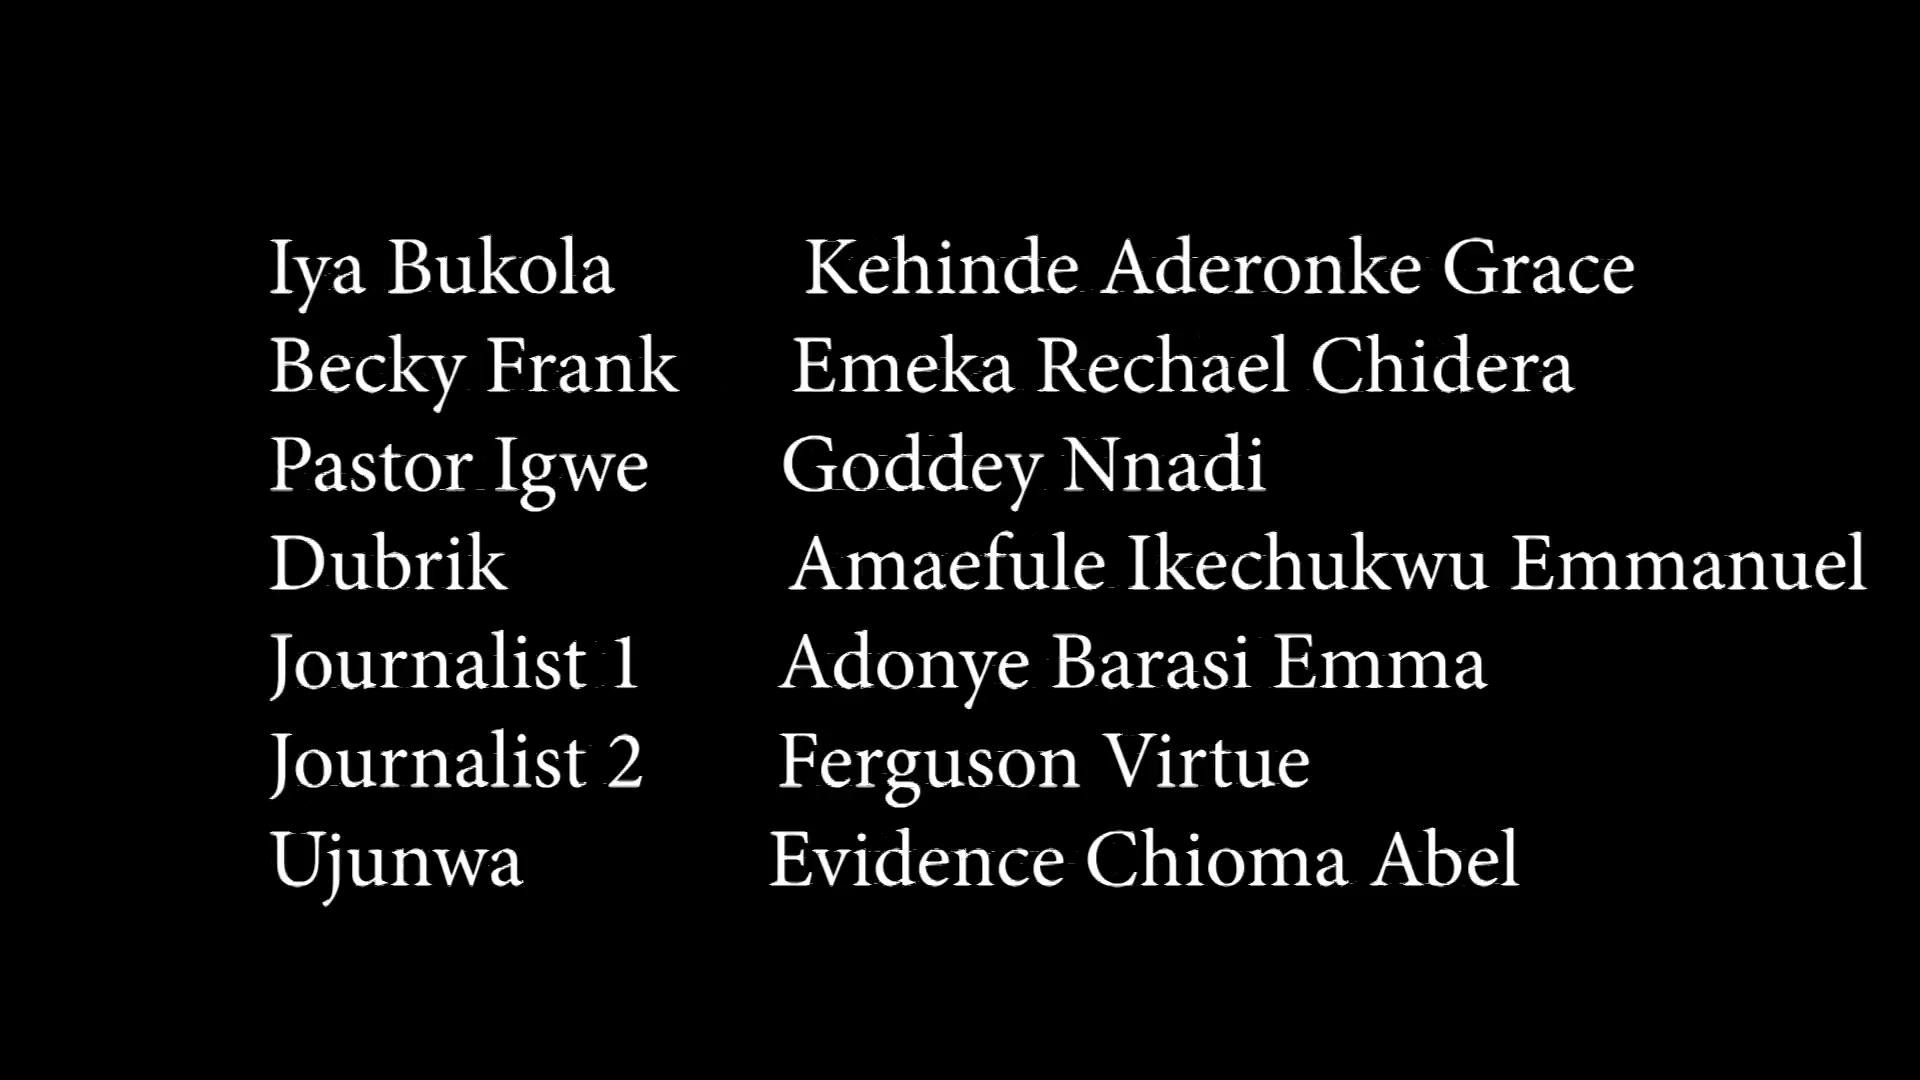 Iya Bukola Kehinde Aderonke Grace
Becky Frank Emeka Rechael Chidera
Pastor Igwe Goddey Nnadi
Dubrik Amaefule Ikechukwu Emmanuel
Journalist 1 Adonye Barasi Emma
Journalist 2 Ferguson Virtue
Ujunwa Evidence Chioma Abel